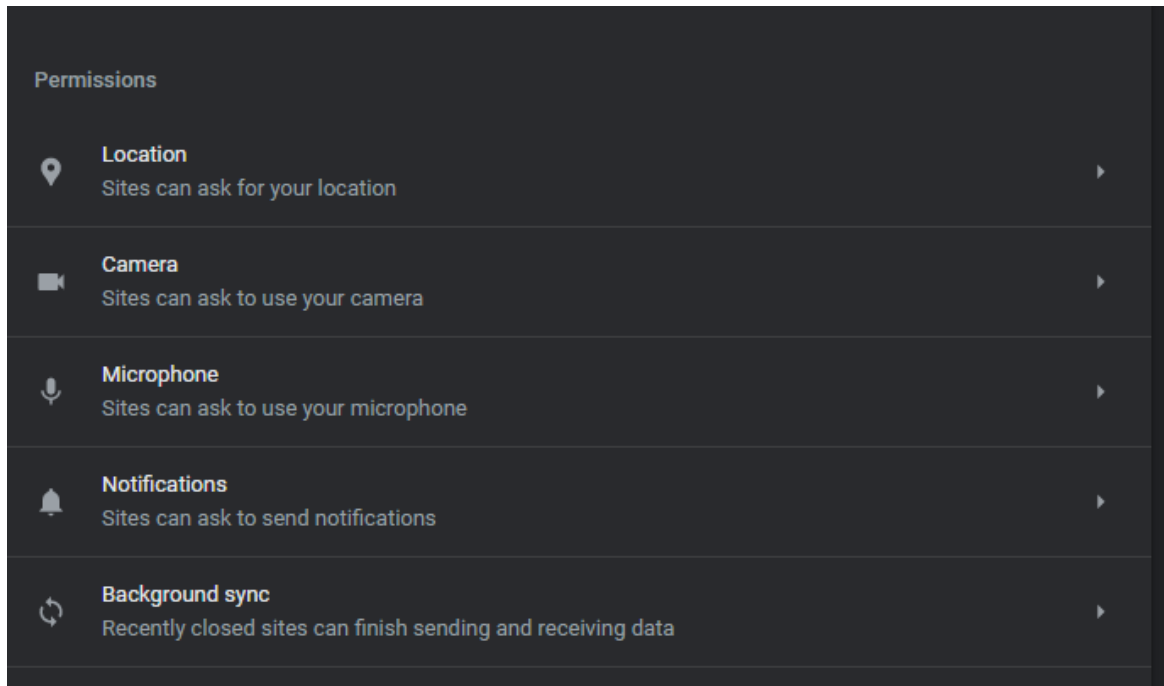 Permissions
Location
Sites can ask for your location
Camera
Sites can ask to use your camera
Microphone
Sites can ask to use your microphone
Notifications
Sites can ask to send notifications
Background sync
Recently closed sites can finish sending and receiving data